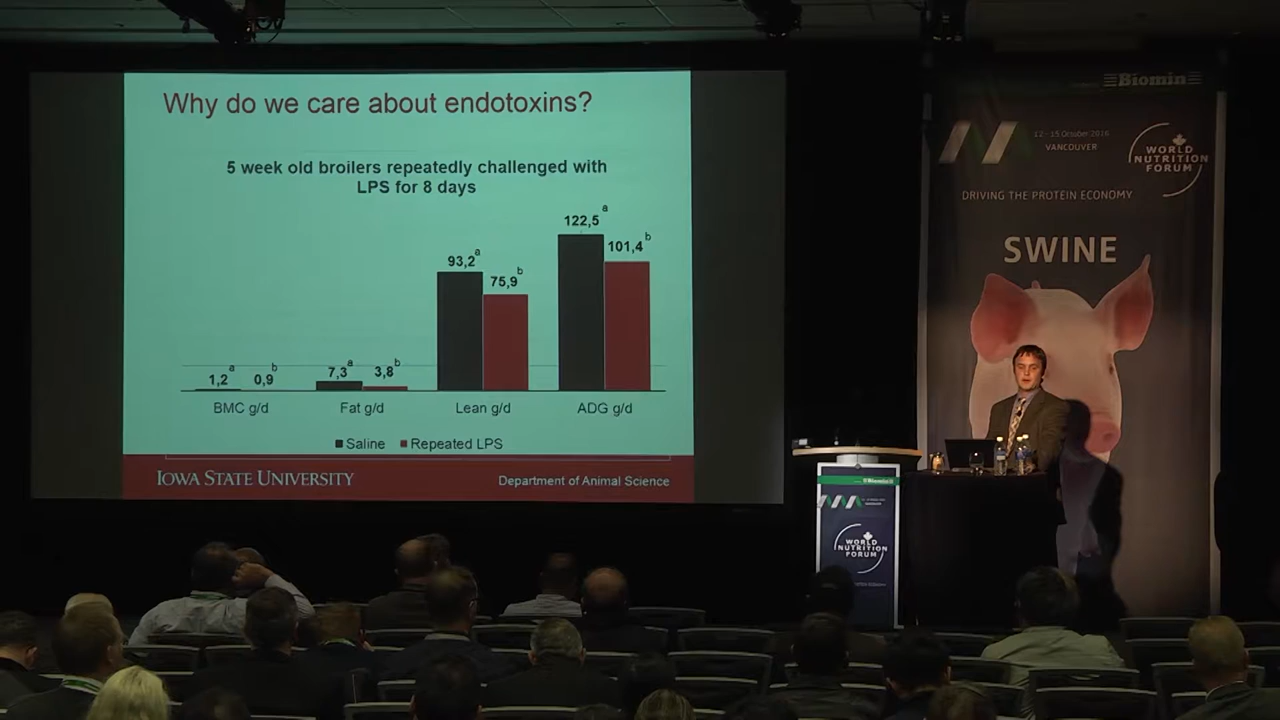 Why do we care about endotoxins?
5 week old broilers repeatedly challenged with
LPS for 8 days
122,5 a
101,4 b
93,2 a
75,9 b
7,3 a
3,8 b
1,2 a
0,9 b
BMC g/d
Fat g/d
Lean g/d
ADG g/d
Saline
Repeated LPS
IOWA STATE UNIVERSITY
Department of Animal Science
Biomin
12-15 October 2016
VANCOUVER
WORLD
NUTRITION
FORUM
DRIVING THE PROTEIN ECONOMY
SWINE
Biomin
WORLD
NUTRITION
FORUM